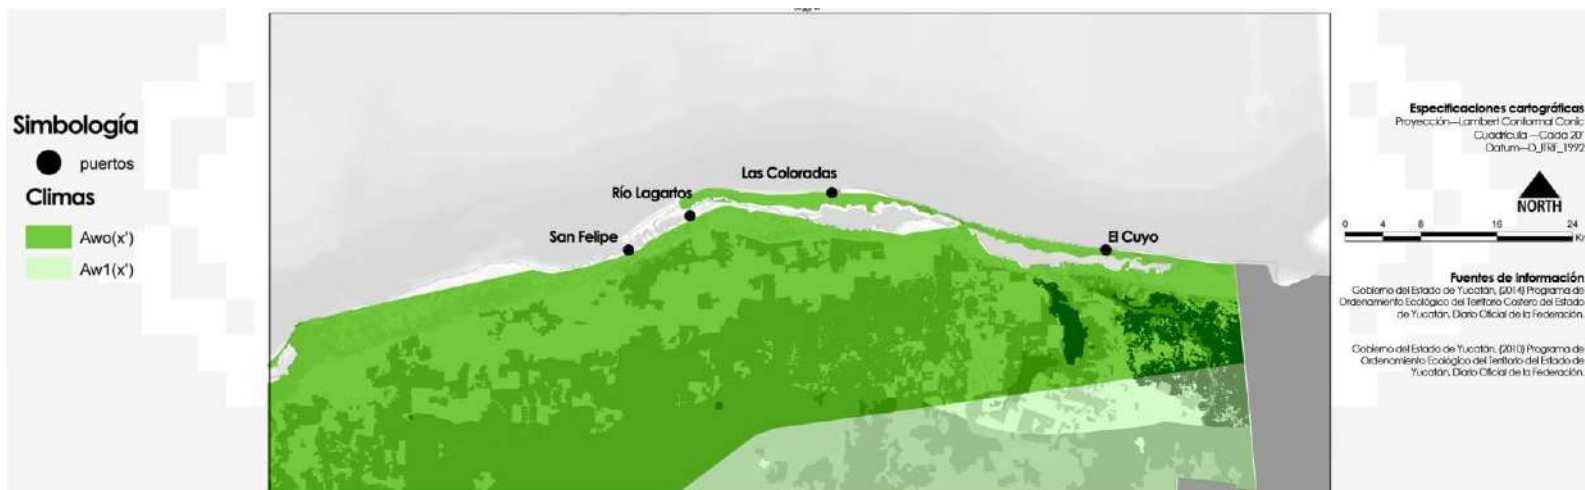 Simbología
puertos
Climas
Awo(x')
Aw1(x')
Las Coloradas
Río Lagartos
San Felipe
El Cuyo
Especificaciones cartográficas
Proyección—Lambert Conformal Conic
Cuadrícula—Cada 20'
Datum—D_ITRF_1992
NORTH
0 4 8 16 24
Fuentes de Información
Gobierno del Estado de Yucatán, (2014) Programa de
Ordenamiento Ecológico del Territorio Costero del Estado
de Yucatán, Diario Oficial de la Federación.
Gobierno del Estado de Yucatán, (2010) Programa de
Ordenamiento Ecológico del Territorio del Estado de
Yucatán, Diario Oficial de la Federación.